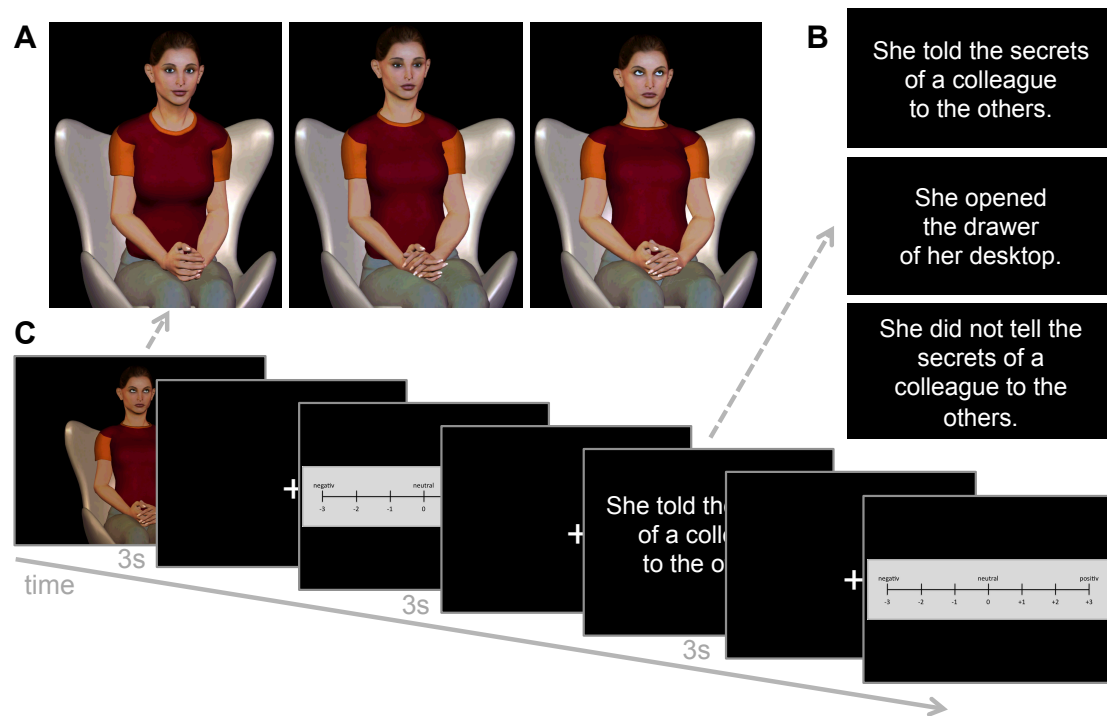 A
B
She told the secrets
of a colleague
to the others.
She opened
the drawer
of her desktop.
She did not tell the
secrets of a
colleague to the
others.
C
negativ neutral
-3 -2 -1 0
She told the
of a coll
to the o
negativ neutral positiv
-3 -2 -1 0 +1 +2 +3
3s
time
3s
3s